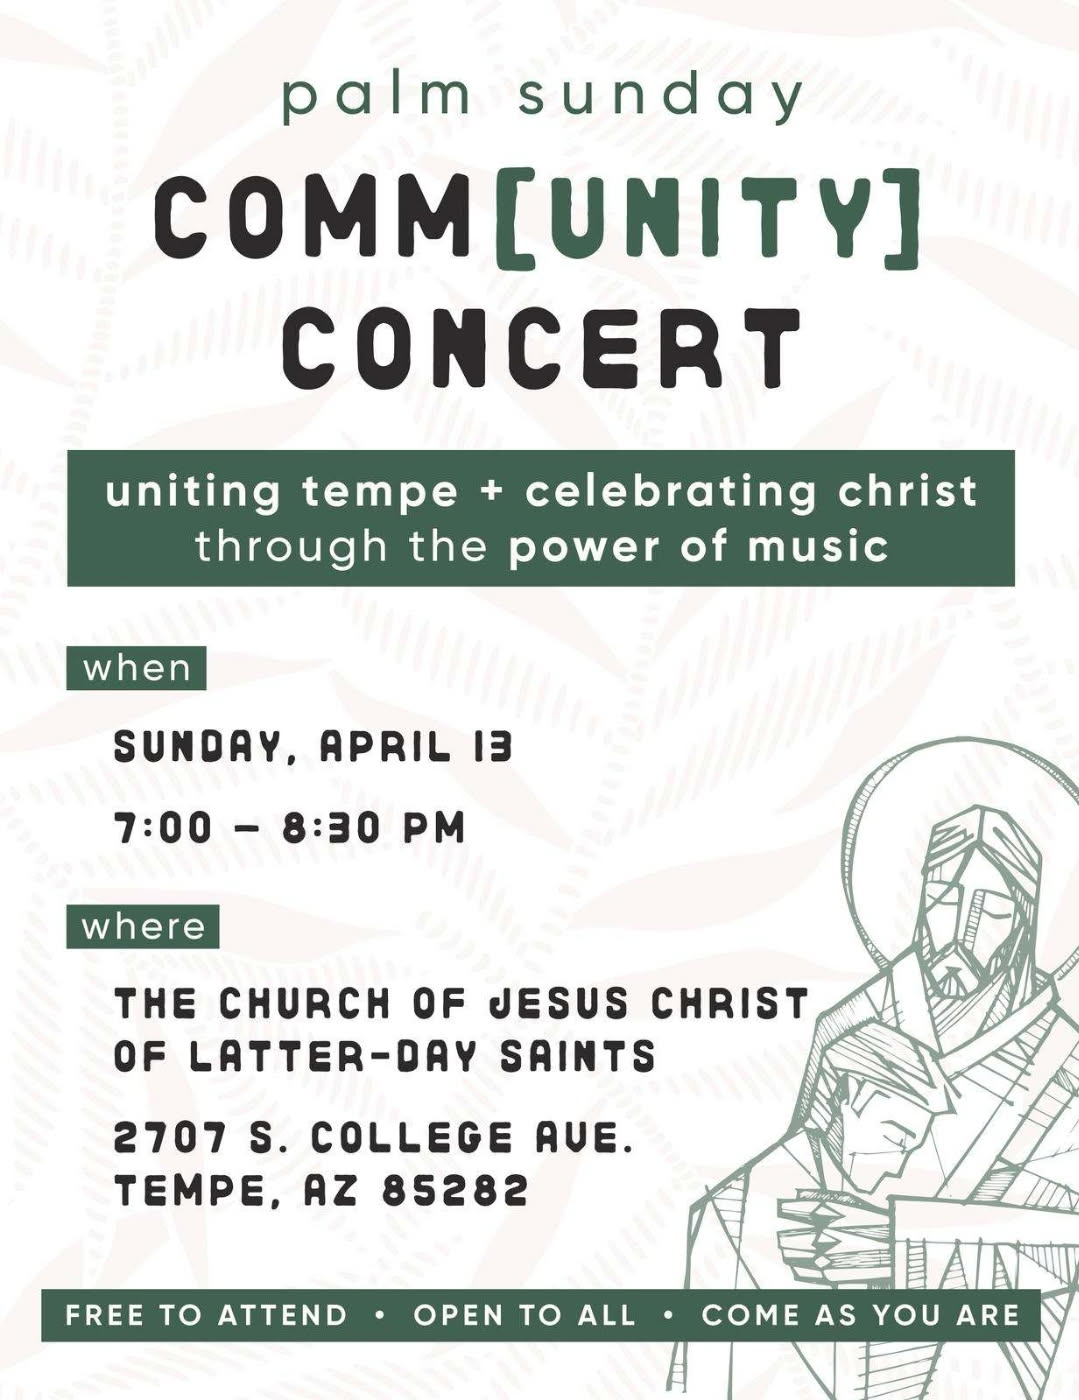 palm sunday
COMM[UNITY]
CONCERT
uniting tempe + celebrating christ
through the power of music
when
SUNDAY, APRIL 13
7:00 – 8:30 PM
where
THE CHURCH OF JESUS CHRIST
OF LATTER-DAY SAINTS
2707 S. COLLEGE AVE.
TEMPE, AZ 85282
FREE TO ATTEND • OPEN TO ALL • COME AS YOU ARE